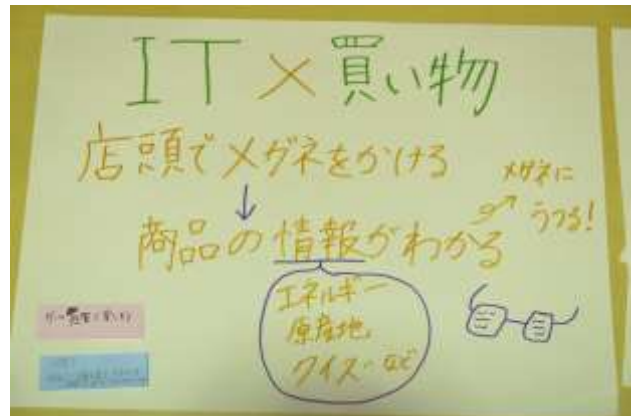 IT×買い物
店頭でメガネをかける
↓
商品の情報がわかる
メガネに
うつる!
エネルギー
原産地
クイズ…など